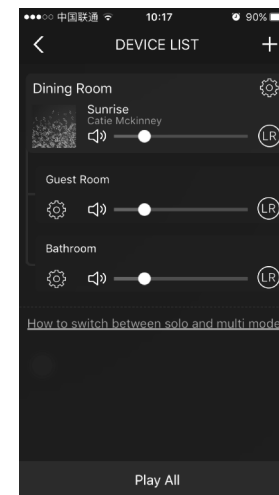 中国联通 10:17 90%
DEVICE LIST
Dining Room
Sunrise
Catie Mckinney
LR
Guest Room
LR
Bathroom
LR
How to switch between solo and multi mode
Play All